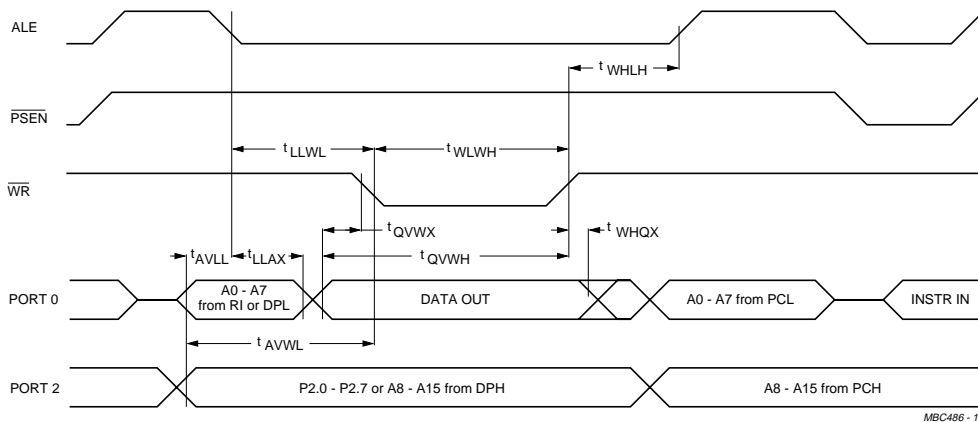 ALE
t WHLH
PSEN
t LLWL
t WLWH
WR
t QVWX
t WHQX
t AVLL
t LLAX
t QVWH
PORT 0
A0 - A7
from RI or DPL
DATA OUT
A0 - A7 from PCL
INSTR IN
t AVWL
PORT 2
P2.0 - P2.7 or A8 - A15 from DPH
A8 - A15 from PCH
MBC486 - 1